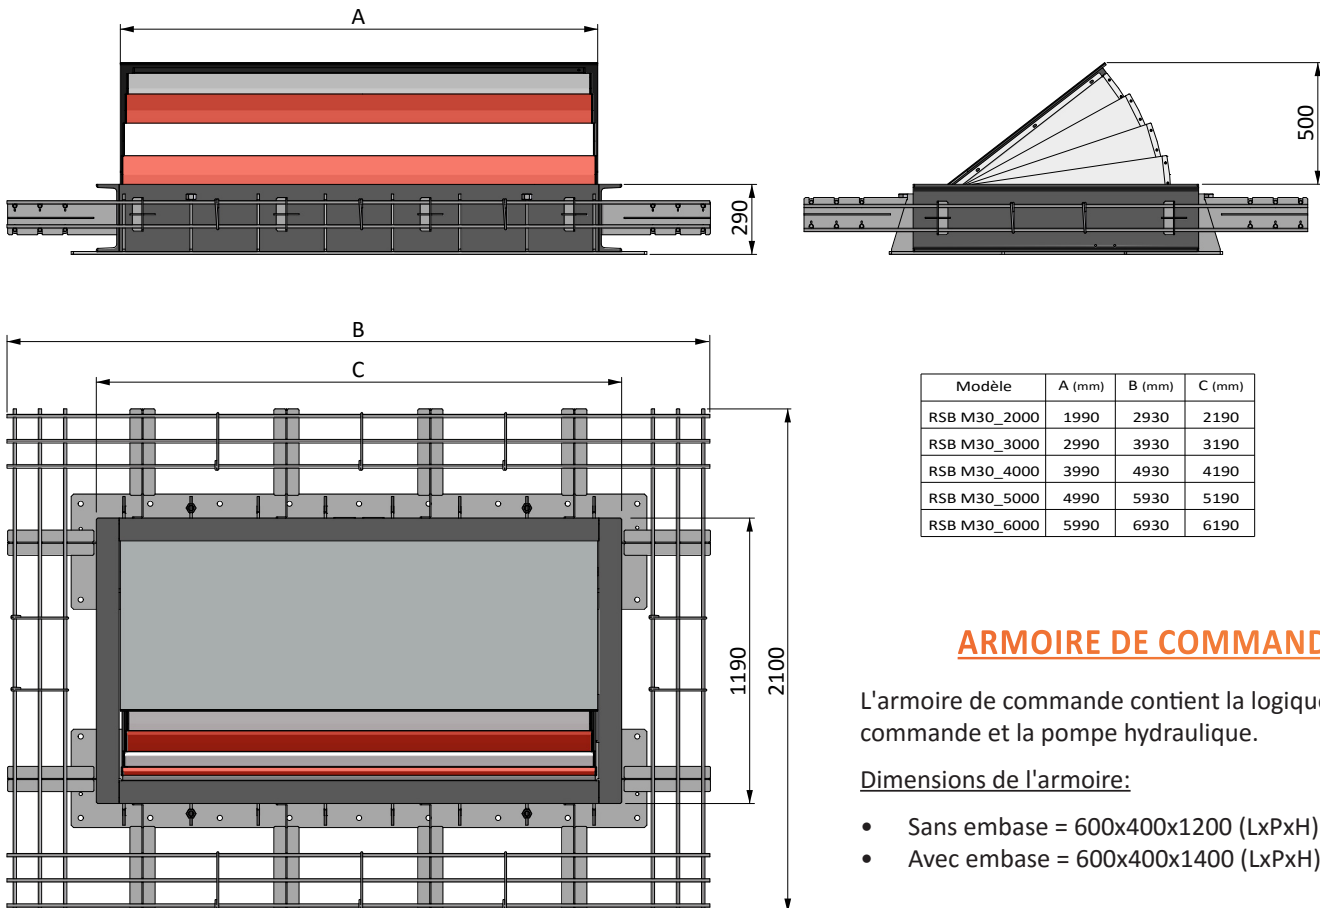 A
290
500
B
C
1190
2100
Modèle A (mm) B (mm) C (mm)
RSB M30_2000 1990 2930 2190
RSB M30_3000 2990 3930 3190
RSB M30_4000 3990 4930 4190
RSB M30_5000 4990 5930 5190
RSB M30_6000 5990 6930 6190
ARMOIRE DE COMMAND
L'armoire de commande contient la logique
commande et la pompe hydraulique.
Dimensions de l'armoire:
• Sans embase = 600x400x1200 (LxPxH)
• Avec embase = 600x400x1400 (LxPxH)